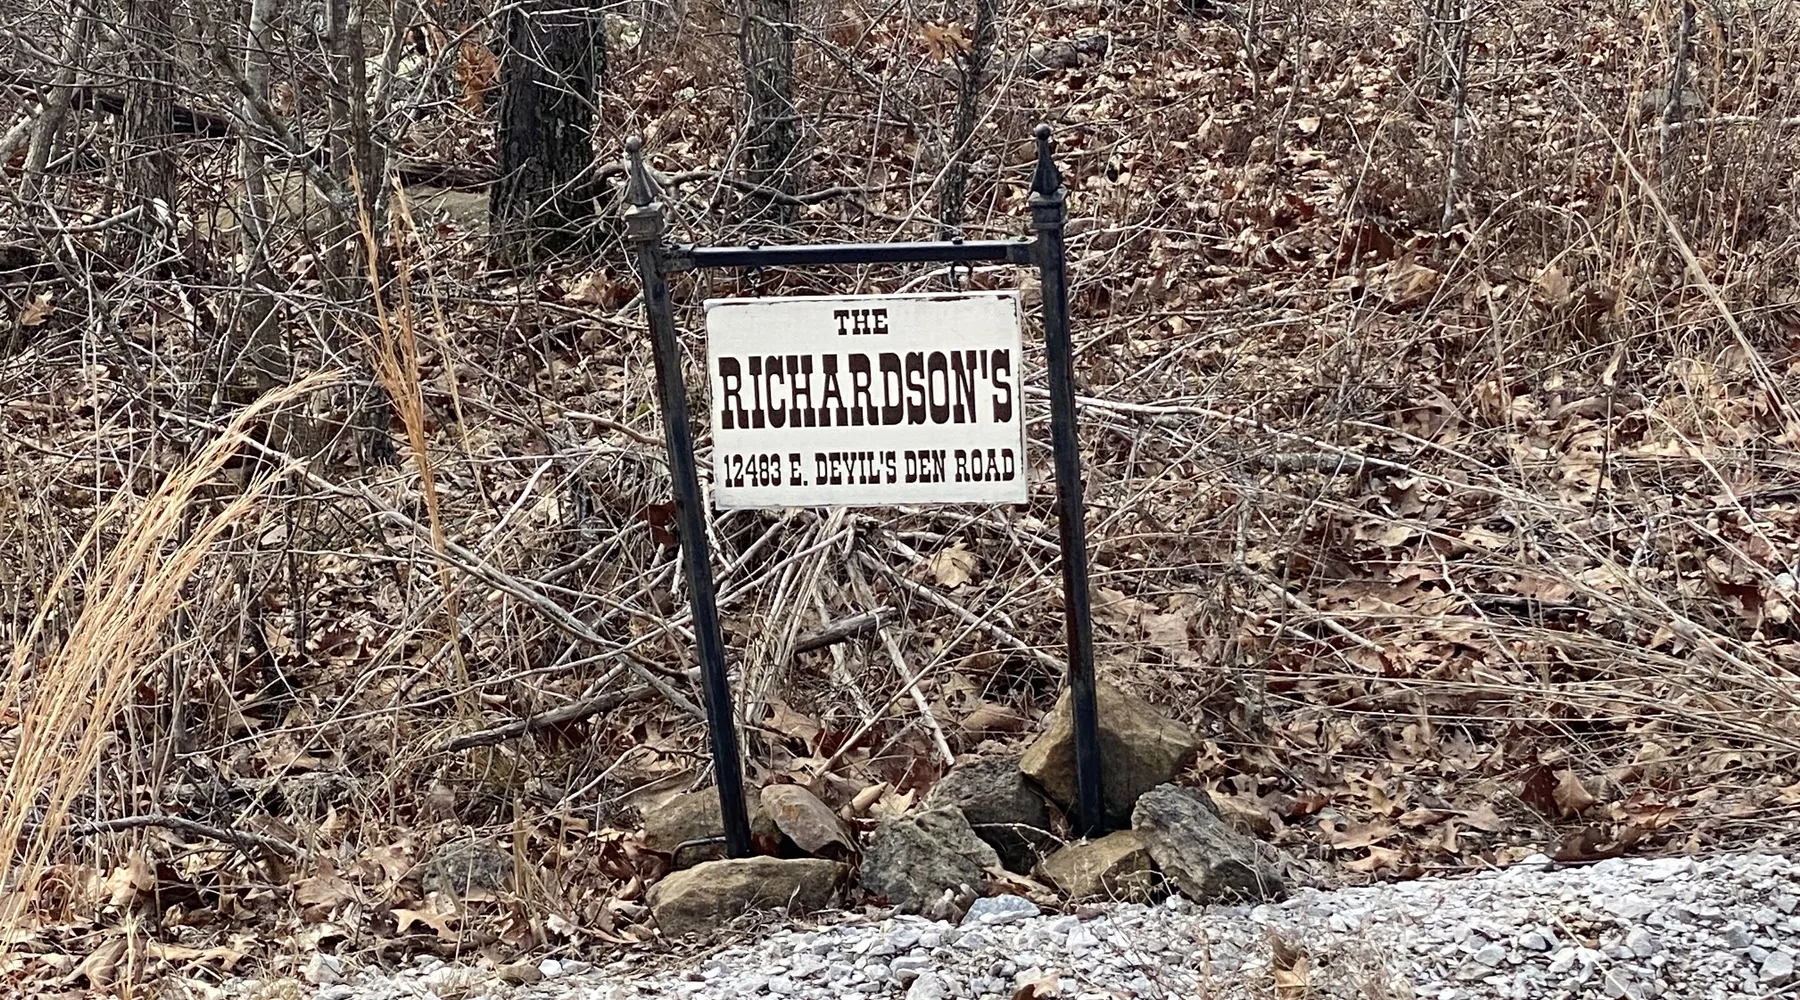 THE
RICHARDSON'S
12483 E. DEVIL'S DEN ROAD